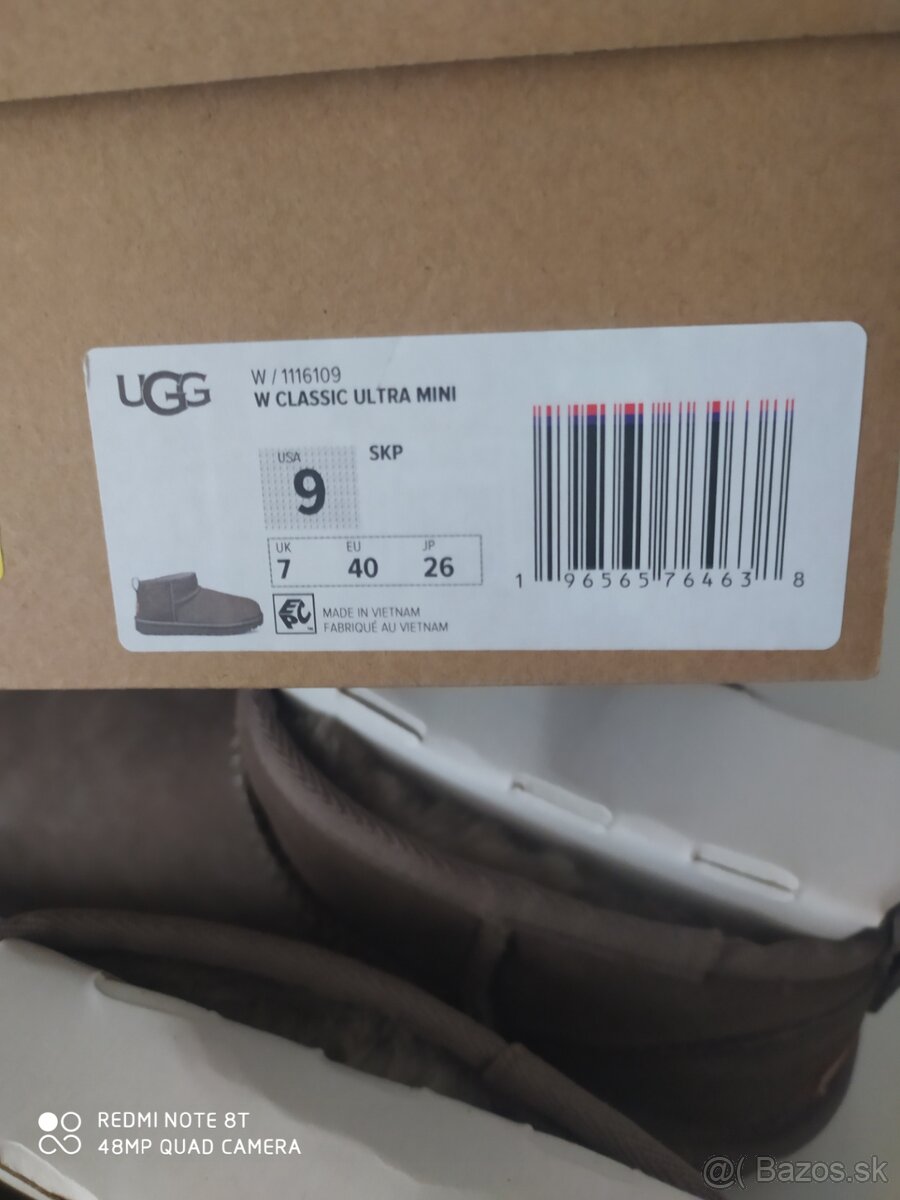 UGG
W / 1116109
W CLASSIC ULTRA MINI
USA
9
SKP
UK EU JP
7 40 26
EPC
MADE IN VIETNAM
FABRIQUÉ AU VIETNAM
1 96565 76463 8
REDMI NOTE 8T
48MP QUAD CAMERA
@( Bazos.sk